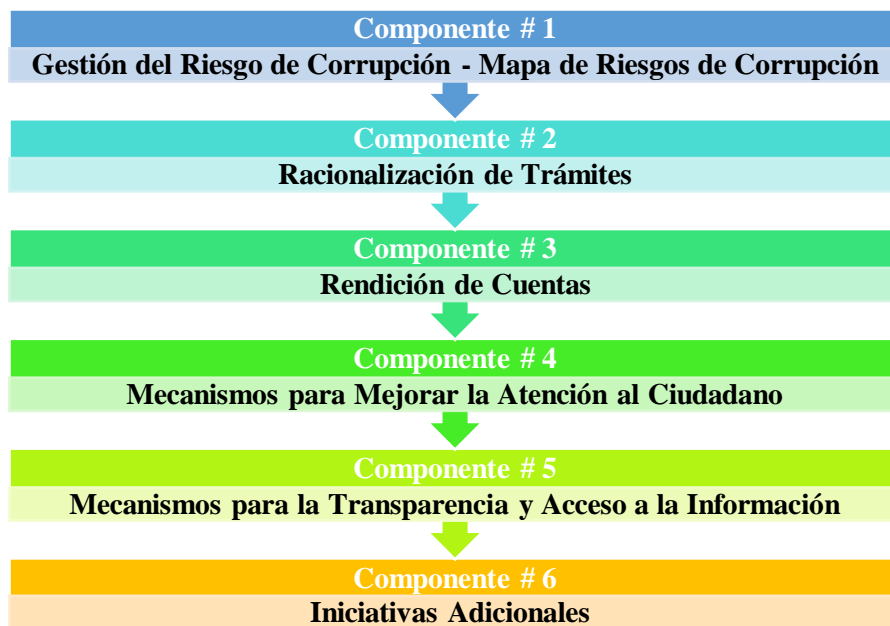 Componente # 1
Gestión del Riesgo de Corrupción - Mapa de Riesgos de Corrupción
Componente # 2
Racionalización de Trámites
Componente # 3
Rendición de Cuentas
Componente # 4
Mecanismos para Mejorar la Atención al Ciudadano
Componente # 5
Mecanismos para la Transparencia y Acceso a la Información
Componente # 6
Iniciativas Adicionales